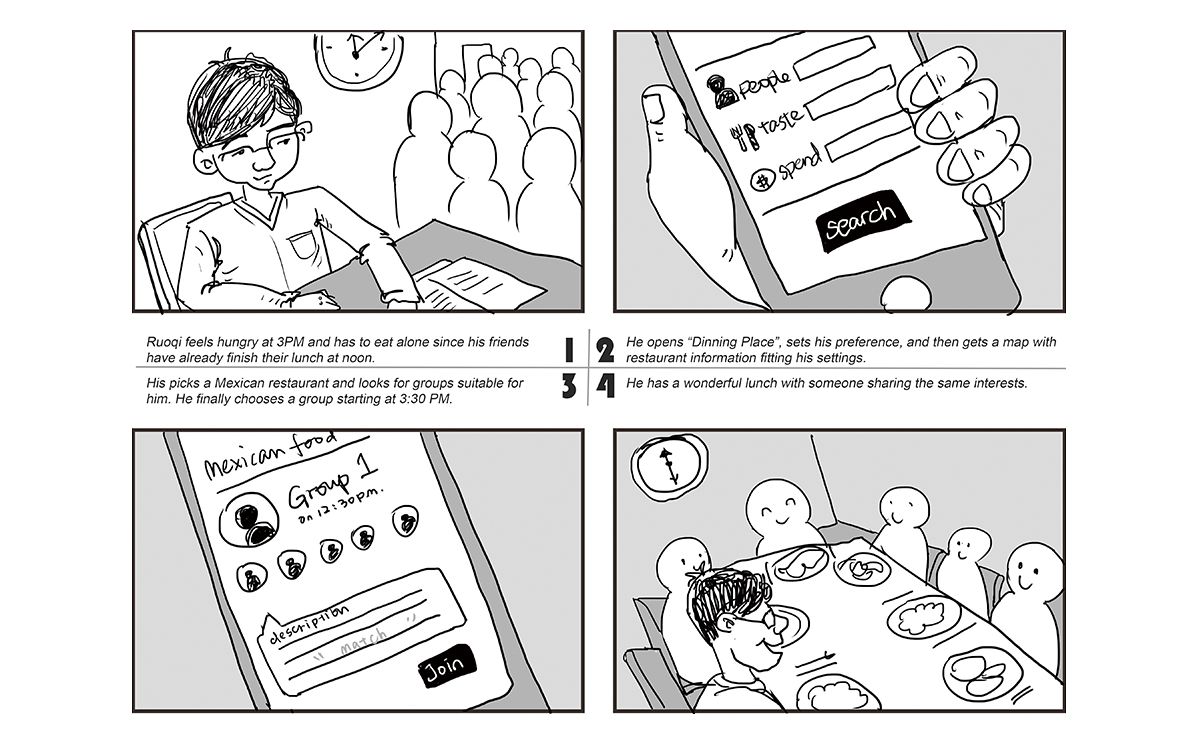 people
taste
spend
search
Ruoqi feels hungry at 3PM and has to eat alone since his friends
have already finish their lunch at noon.
1
2
He opens “Dinning Place”, sets his preference, and then gets a map with
restaurant information fitting his settings.
His picks a Mexican restaurant and looks for groups suitable for
him. He finally chooses a group starting at 3:30 PM.
3
4
He has a wonderful lunch with someone sharing the same interests.
Mexican food
Group 1
on 12:30pm.
description
" match "
Join